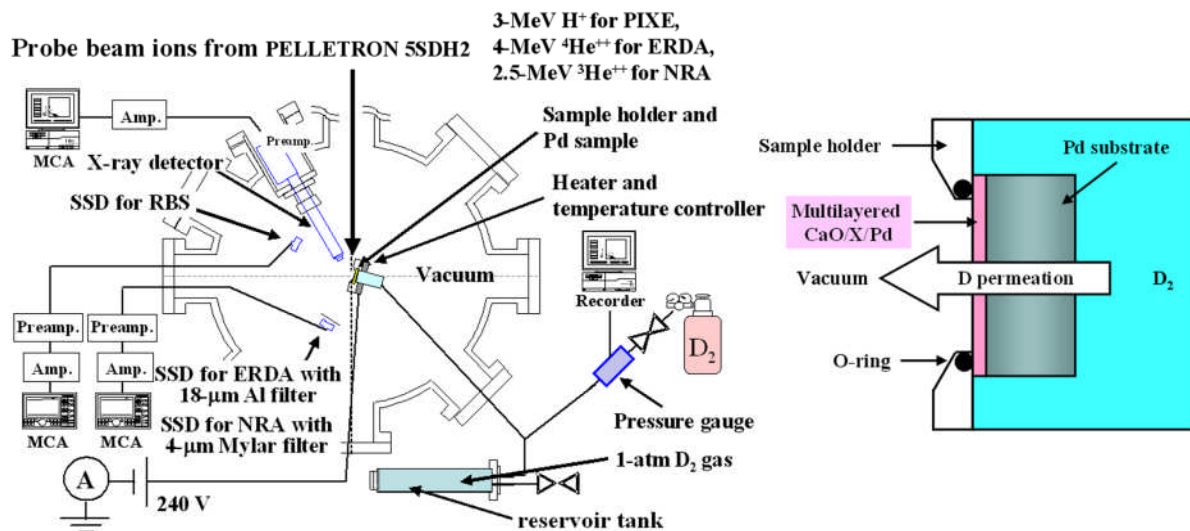 3-MeV H⁺ for PIXE,
Probe beam ions from PELLETRON 5SDH2
4-MeV ⁴He⁺⁺ for ERDA,
2.5-MeV ³He⁺⁺ for NRA
Amp.
MCA
Preamp.
X-ray detector
SSD for RBS
Sample holder and
Pd sample
Heater and
temperature controller
Vacuum
Recorder
D₂
Preamp.
Preamp.
Amp.
Amp.
MCA
MCA
SSD for ERDA with
18-μm Al filter
SSD for NRA with
4-μm Mylar filter
Pressure gauge
1-atm D₂ gas
reservoir tank
A
240 V
Sample holder
Pd substrate
Multilayered
CaO/X/Pd
Vacuum
D permeation
D₂
O-ring